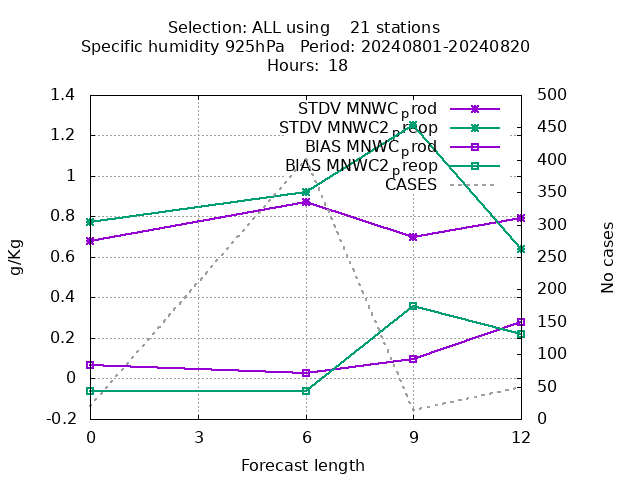 Selection: ALL using 21 stations
Specific humidity 925hPa Period: 20240801-20240820
Hours: 18
STDV MNWC_prod
STDV MNWC2_preop
BIAS MNWC_prod
BIAS MNWC2_preop
CASES
1.4
1.2
1
0.8
0.6
0.4
0.2
0
-0.2
g/Kg
500
450
400
350
300
250
200
150
100
50
0
No cases
0 3 6 9 12
Forecast length